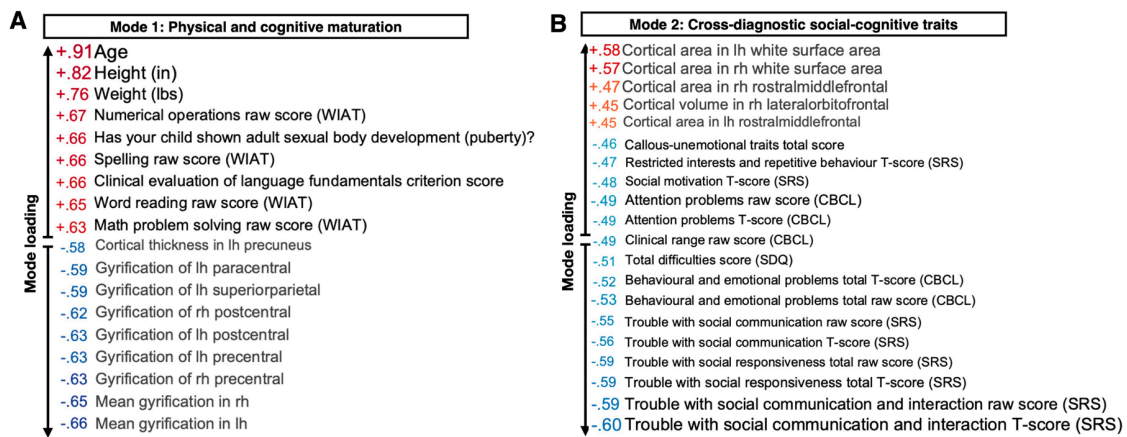 A
Mode 1: Physical and cognitive maturation
+.91 Age
+.82 Height (in)
+.76 Weight (lbs)
+.67 Numerical operations raw score (WIAT)
+.66 Has your child shown adult sexual body development (puberty)?
+.66 Spelling raw score (WIAT)
+.66 Clinical evaluation of language fundamentals criterion score
+.65 Word reading raw score (WIAT)
+.63 Math problem solving raw score (WIAT)
-.58 Cortical thickness in lh precuneus
-.59 Gyrification of lh paracentral
-.59 Gyrification of lh superiorparietal
-.62 Gyrification of rh postcentral
-.63 Gyrification of lh postcentral
-.63 Gyrification of lh precentral
-.63 Gyrification of rh precentral
-.65 Mean gyrification in rh
-.66 Mean gyrification in lh
Mode loading
B
Mode 2: Cross-diagnostic social-cognitive traits
+.58 Cortical area in lh white surface area
+.57 Cortical area in rh white surface area
+.47 Cortical area in rh rostralmiddlefrontal
+.45 Cortical volume in rh lateralorbitofrontal
+.45 Cortical area in lh rostralmiddlefrontal
-.46 Callous-unemotional traits total score
-.47 Restricted interests and repetitive behaviour T-score (SRS)
-.48 Social motivation T-score (SRS)
-.49 Attention problems raw score (CBCL)
-.49 Attention problems T-score (CBCL)
-.49 Clinical range raw score (CBCL)
-.51 Total difficulties score (SDQ)
-.52 Behavioural and emotional problems total T-score (CBCL)
-.53 Behavioural and emotional problems total raw score (CBCL)
-.55 Trouble with social communication raw score (SRS)
-.56 Trouble with social communication T-score (SRS)
-.59 Trouble with social responsiveness total raw score (SRS)
-.59 Trouble with social responsiveness total T-score (SRS)
-.59 Trouble with social communication and interaction raw score (SRS)
-.60 Trouble with social communication and interaction T-score (SRS)
Mode loading